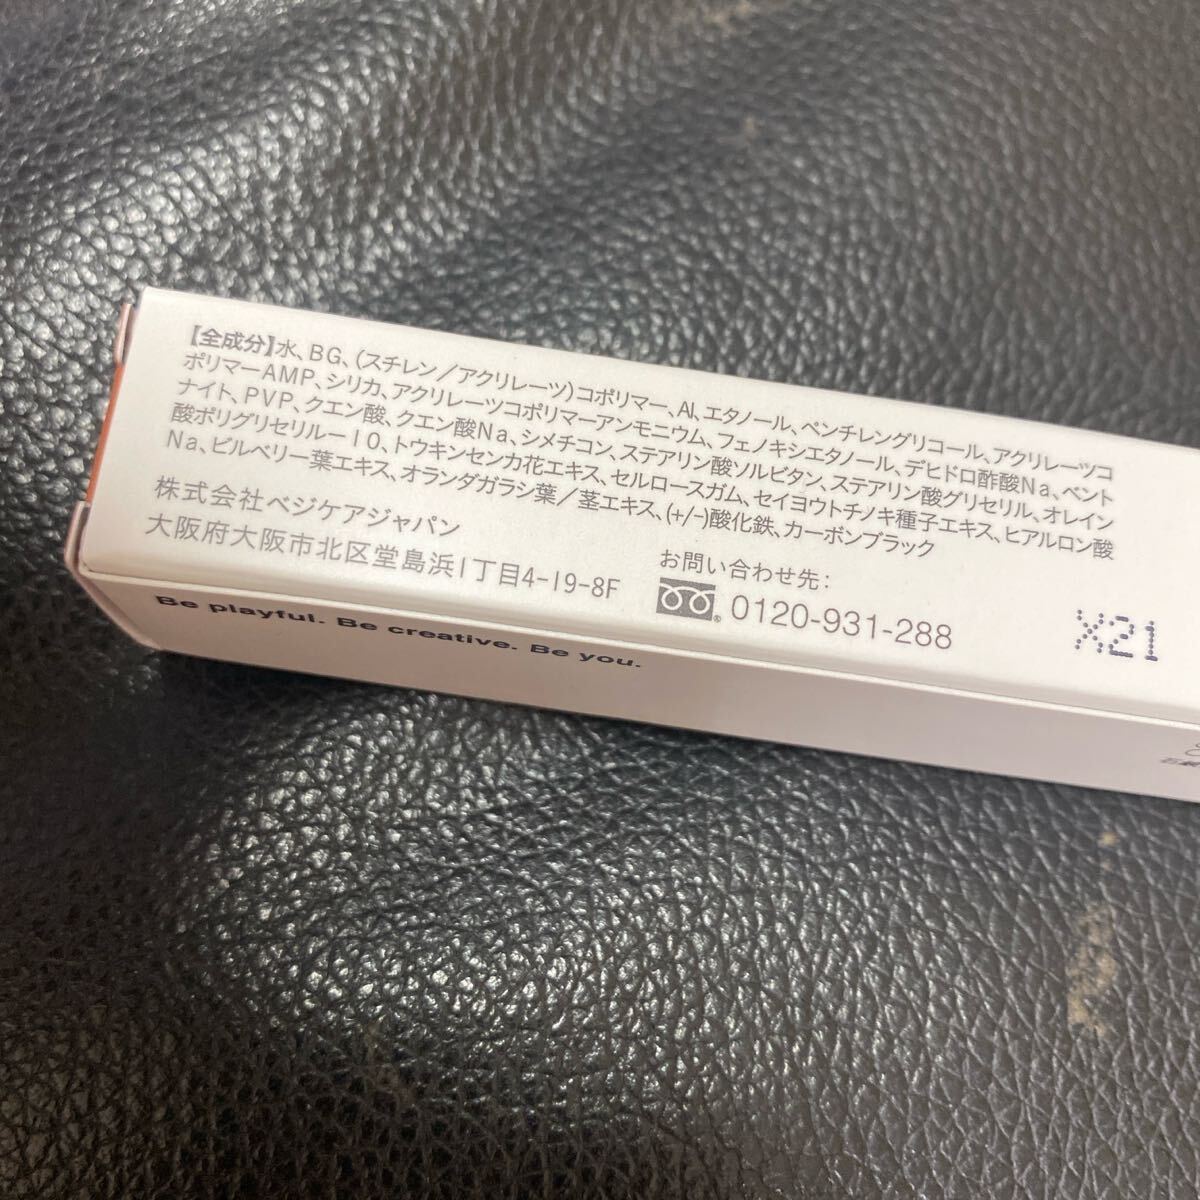 【全成分】水、BG、(スチレン/アクリレーツ)コポリマー、Al、エタノール、ペンチレングリコール、アクリレーツコ
ポリマーAMP、シリカ、アクリレーツコポリマーアンモニウム、フェノキシエタノール、デヒドロ酢酸Na、ベント
ナイト、PVP、クエン酸、クエン酸Na、シメチコン、ステアリン酸ソルビタン、ステアリン酸グリセリル、オレイン
酸ポリグリセリル-10、トウキンセンカ花エキス、セルロースガム、セイヨウトチノキ種子エキス、ヒアルロン酸
Na、ビルベリー葉エキス、オランダガラシ葉/茎エキス、(+/-)酸化鉄、カーボンブラック
株式会社ベジケアジャパン
大阪府大阪市北区堂島浜1丁目4-19-8F
お問い合わせ先:
0120-931-288
X21
Be playful. Be creative. Be you.